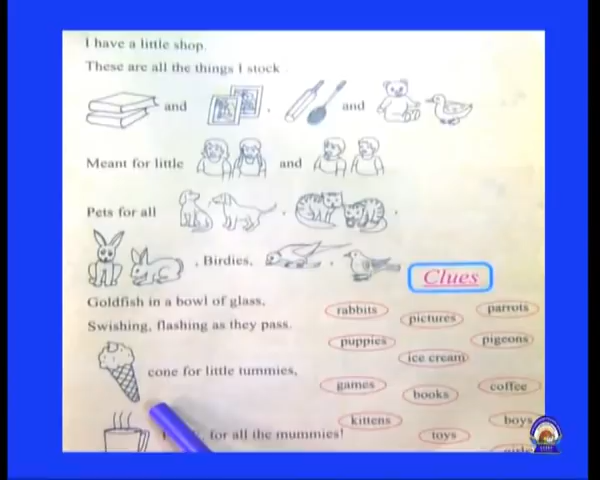 I have a little shop.
These are all the things I stock
and , and
Meant for little and
Pets for all , .
, Birdies, ,
Clues
Goldfish in a bowl of glass,
Swishing, flashing as they pass.
cone for little tummies,
, for all the mummies!
rabbits
pictures
parrots
puppies
pigeons
ice cream
games
books
coffee
kittens
boys
toys
girls